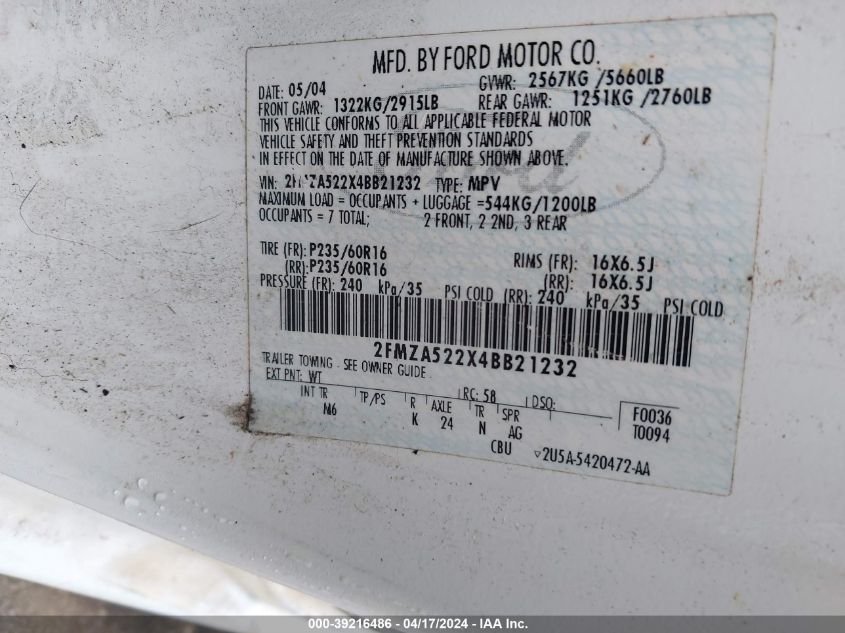 MFD. BY FORD MOTOR CO.
DATE: 05/04 GVWR: 2567KG /5660LB
FRONT GAWR: 1322KG/2915LB REAR GAWR: 1251KG /2760LB
THIS VEHICLE CONFORMS TO ALL APPLICABLE FEDERAL MOTOR
VEHICLE SAFETY AND THEFT PREVENTION STANDARDS
IN EFFECT ON THE DATE OF MANUFACTURE SHOWN ABOVE.
Ford
VIN: 2FMZA522X4BB21232 TYPE: MPV
MAXIMUM LOAD = OCCUPANTS + LUGGAGE =544KG/1200LB
OCCUPANTS = 7 TOTAL; 2 FRONT, 2 2ND, 3 REAR
TIRE (FR): P235/60R16 RIMS (FR): 16X6.5J
(RR): P235/60R16 (RR): 16X6.5J
PRESSURE (FR): 240 kPa/35 PSI COLD (RR): 240 kPa/35 PSI COLD
2FMZA522X4BB21232
TRAILER TOWING - SEE OWNER GUIDE
EXT PNT: WT RC: 58 DSO: F0036
INT TR TP/PS R AXLE TR SPR T0094
M6 K 24 N AG
CBU 2U5A-5420472-AA
000-39216486 - 04/17/2024 - IAAI Inc.